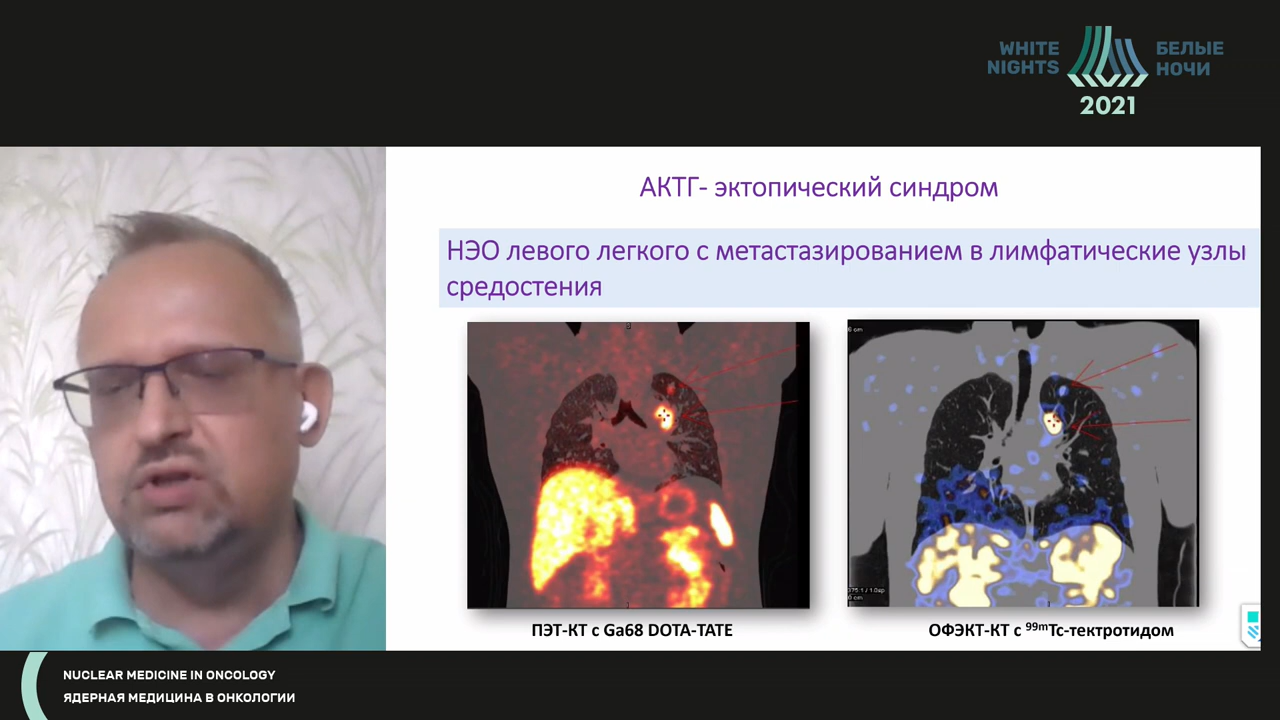 WHITE
NIGHTS
БЕЛЫЕ
НОЧИ
2021
АКТГ- эктопический синдром
НЭО левого легкого с метастазированием в лимфатические узлы
средостения
ПЭТ-КТ с Ga68 DOTA-TATE
ОФЭКТ-КТ с ⁹⁹ᵐТс-тектротидом
NUCLEAR MEDICINE IN ONCOLOGY
ЯДЕРНАЯ МЕДИЦИНА В ОНКОЛОГИИ